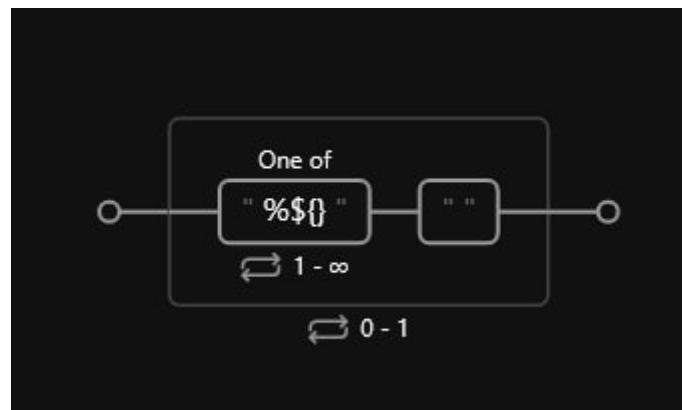 One of
" %${} " " "
1 - ∞
0 - 1